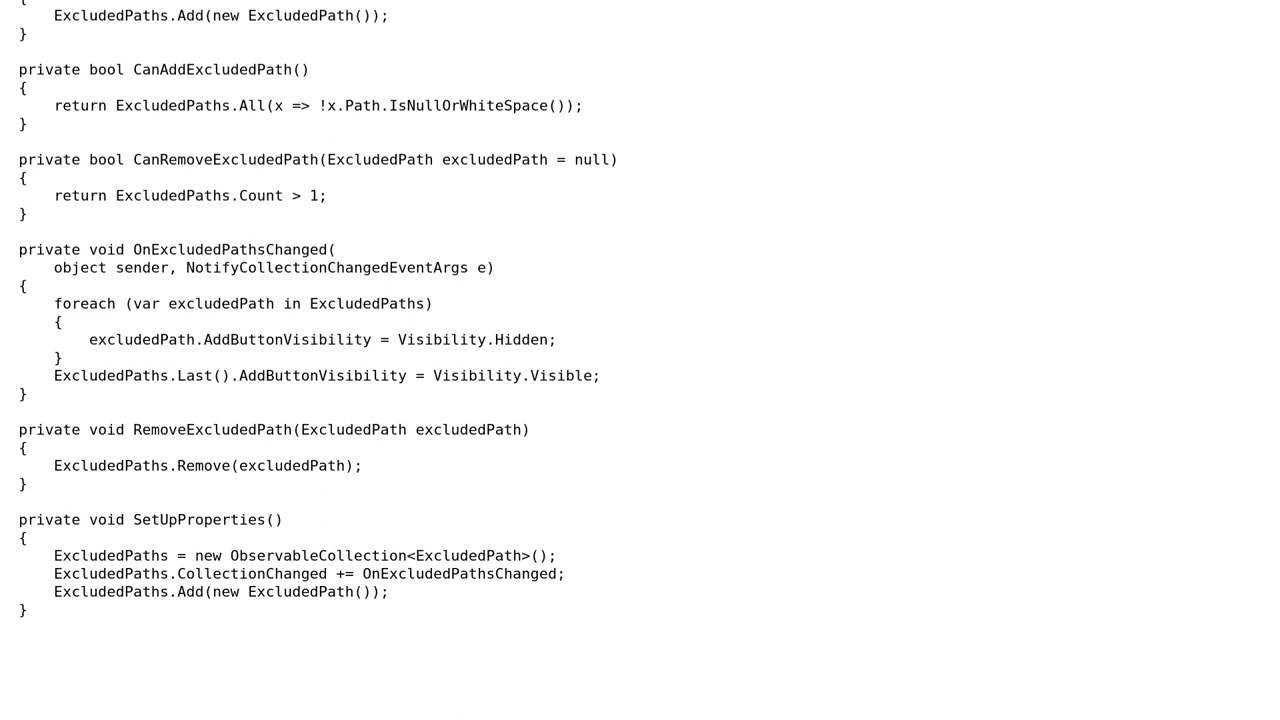 {
    ExcludedPaths.Add(new ExcludedPath());
}

private bool CanAddExcludedPath()
{
    return ExcludedPaths.All(x => !x.Path.IsNullOrWhiteSpace());
}

private bool CanRemoveExcludedPath(ExcludedPath excludedPath = null)
{
    return ExcludedPaths.Count > 1;
}

private void OnExcludedPathsChanged(
    object sender, NotifyCollectionChangedEventArgs e)
{
    foreach (var excludedPath in ExcludedPaths)
    {
        excludedPath.AddButtonVisibility = Visibility.Hidden;
    }
    ExcludedPaths.Last().AddButtonVisibility = Visibility.Visible;
}

private void RemoveExcludedPath(ExcludedPath excludedPath)
{
    ExcludedPaths.Remove(excludedPath);
}

private void SetUpProperties()
{
    ExcludedPaths = new ObservableCollection<ExcludedPath>();
    ExcludedPaths.CollectionChanged += OnExcludedPathsChanged;
    ExcludedPaths.Add(new ExcludedPath());
}